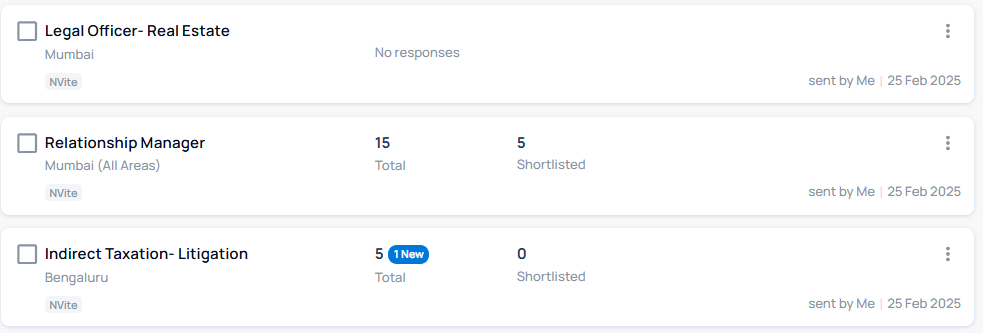 Legal Officer- Real Estate
Mumbai
No responses
NVite
sent by Me | 25 Feb 2025
Relationship Manager
15
5
Mumbai (All Areas)
Total
Shortlisted
NVite
sent by Me | 25 Feb 2025
Indirect Taxation- Litigation
5 1 New
0
Bengaluru
Total
Shortlisted
NVite
sent by Me | 25 Feb 2025